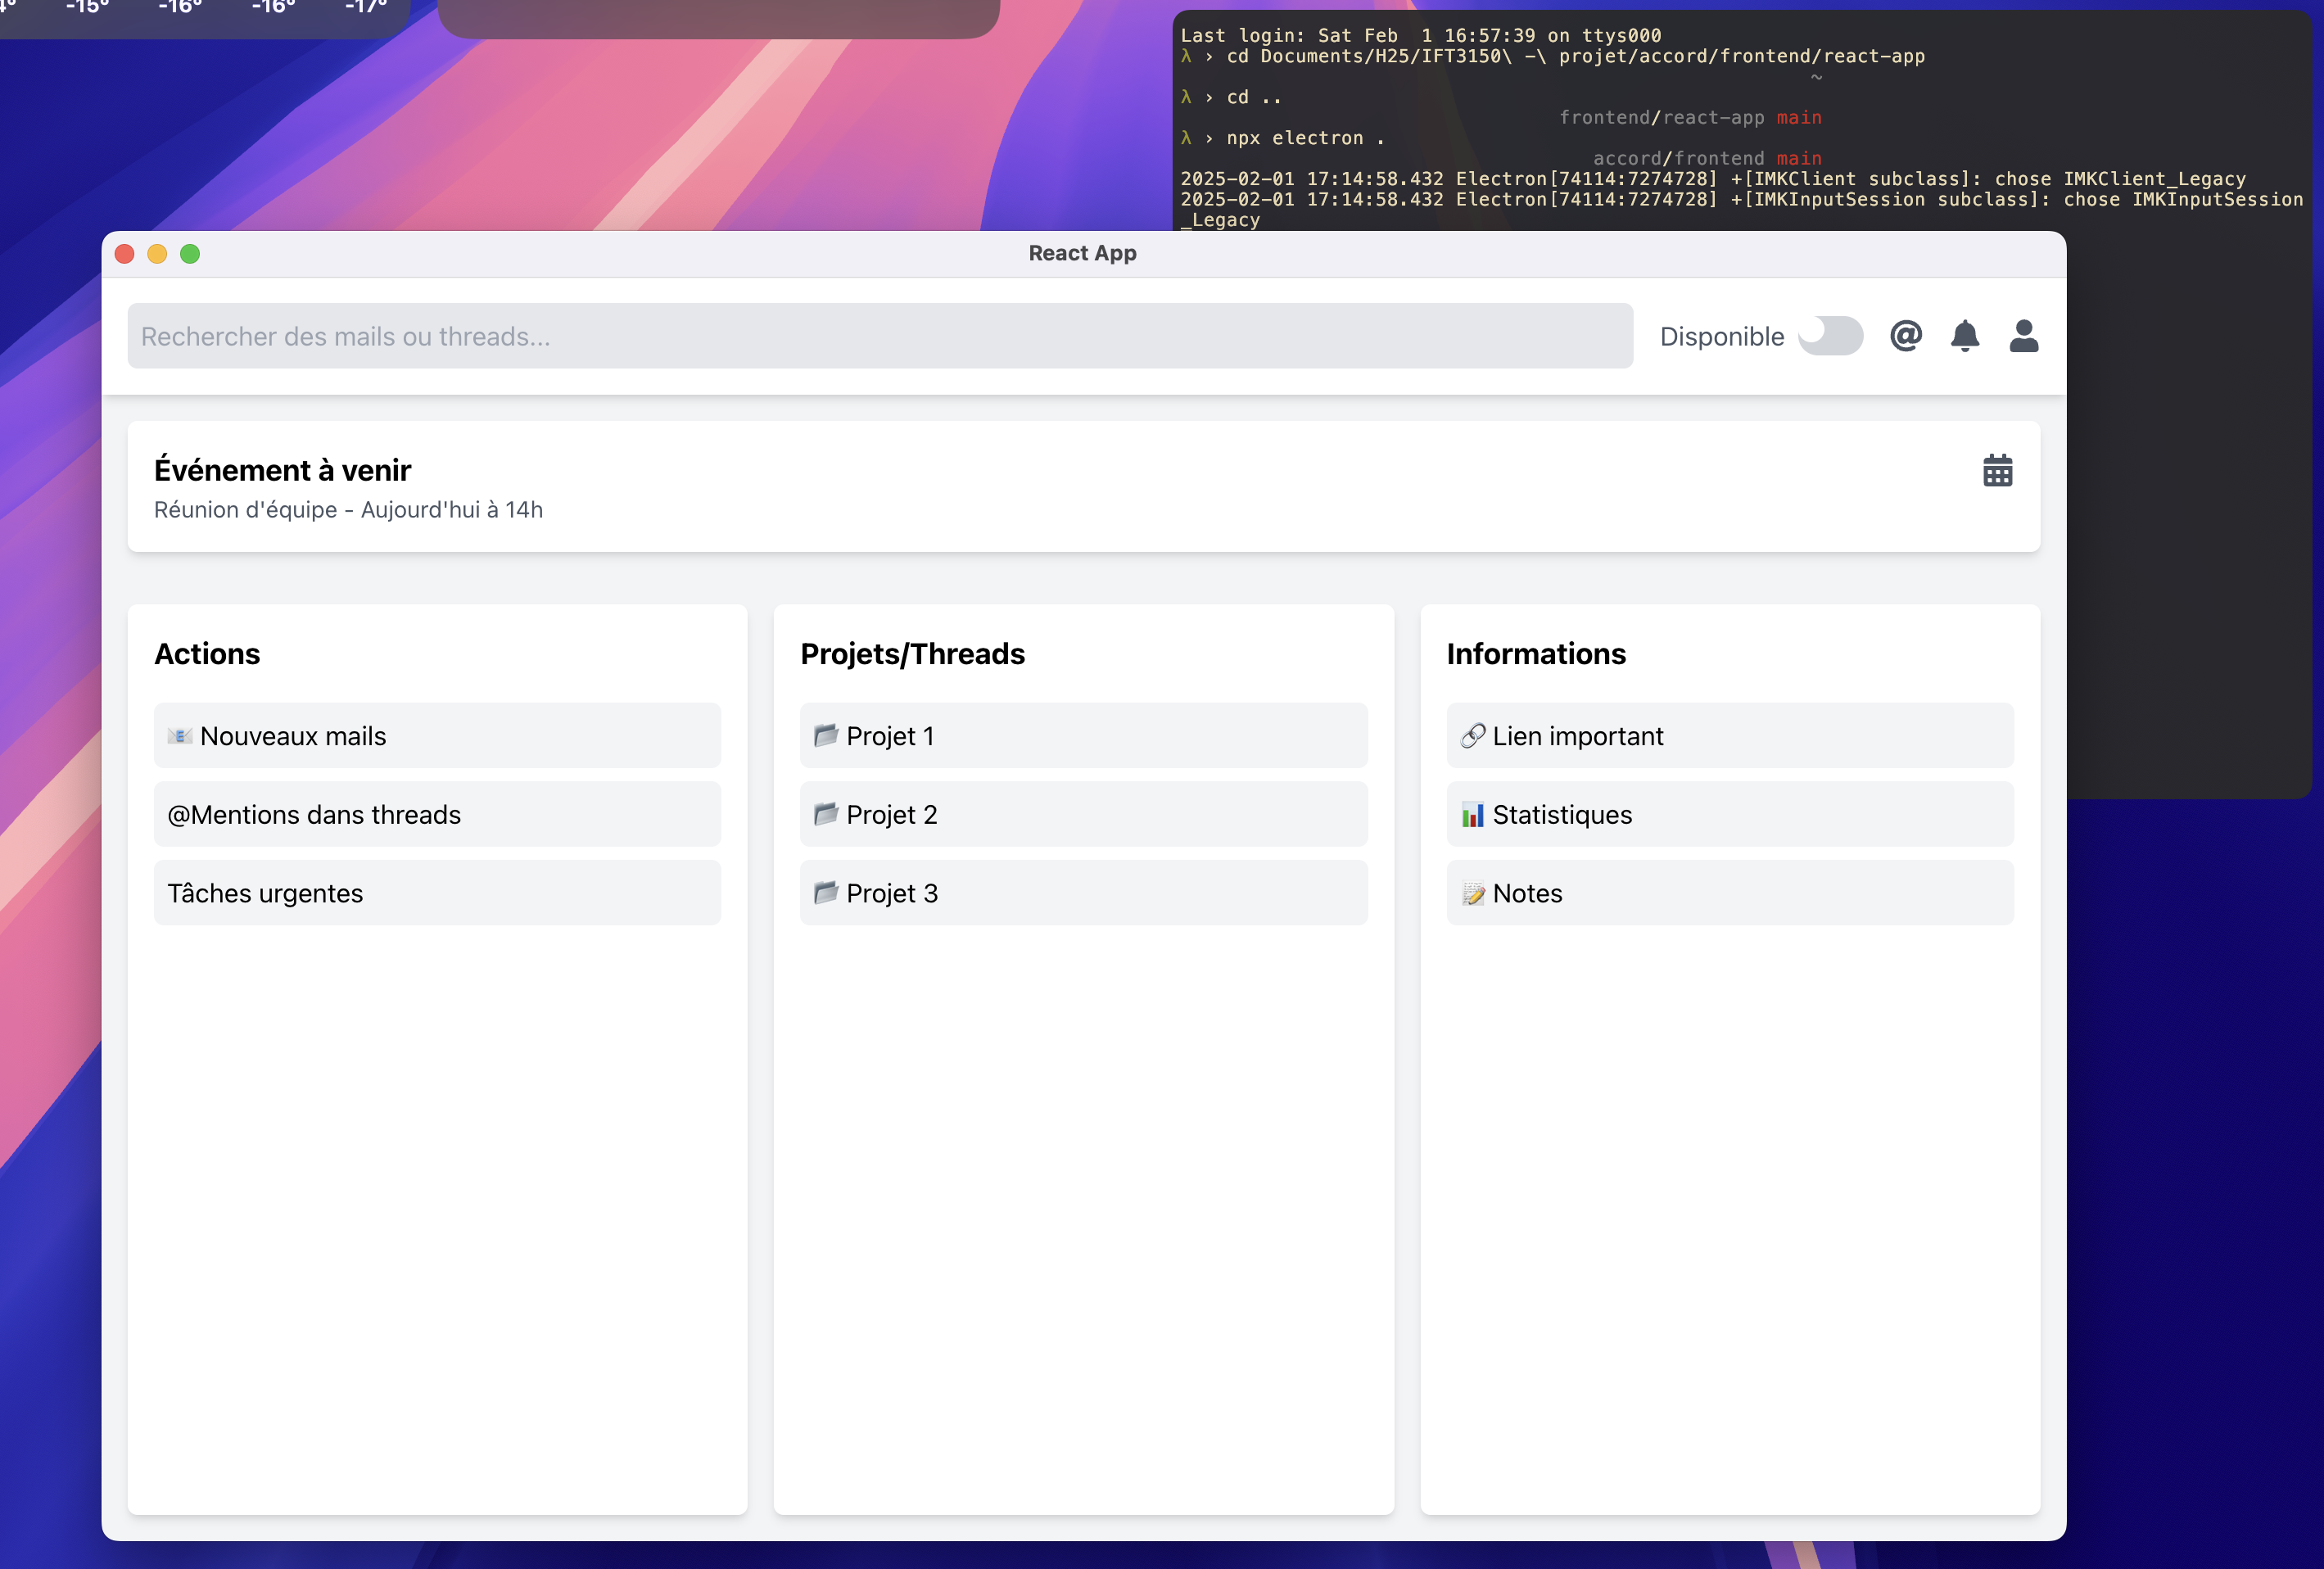 -15° -16° -16° -17°
Last login: Sat Feb  1 16:57:39 on ttys000
λ › cd Documents/H25/IFT3150\ -\ projet/accord/frontend/react-app
~
λ › cd ..
frontend/react-app main
λ › npx electron .
accord/frontend main
2025-02-01 17:14:58.432 Electron[74114:7274728] +[IMKClient subclass]: chose IMKClient_Legacy
2025-02-01 17:14:58.432 Electron[74114:7274728] +[IMKInputSession subclass]: chose IMKInputSession
_Legacy
React App
Rechercher des mails ou threads...
Disponible
@
Événement à venir
Réunion d'équipe - Aujourd'hui à 14h
Actions
📧 Nouveaux mails
@Mentions dans threads
Tâches urgentes
Projets/Threads
📂 Projet 1
📂 Projet 2
📂 Projet 3
Informations
🔗 Lien important
📊 Statistiques
📝 Notes